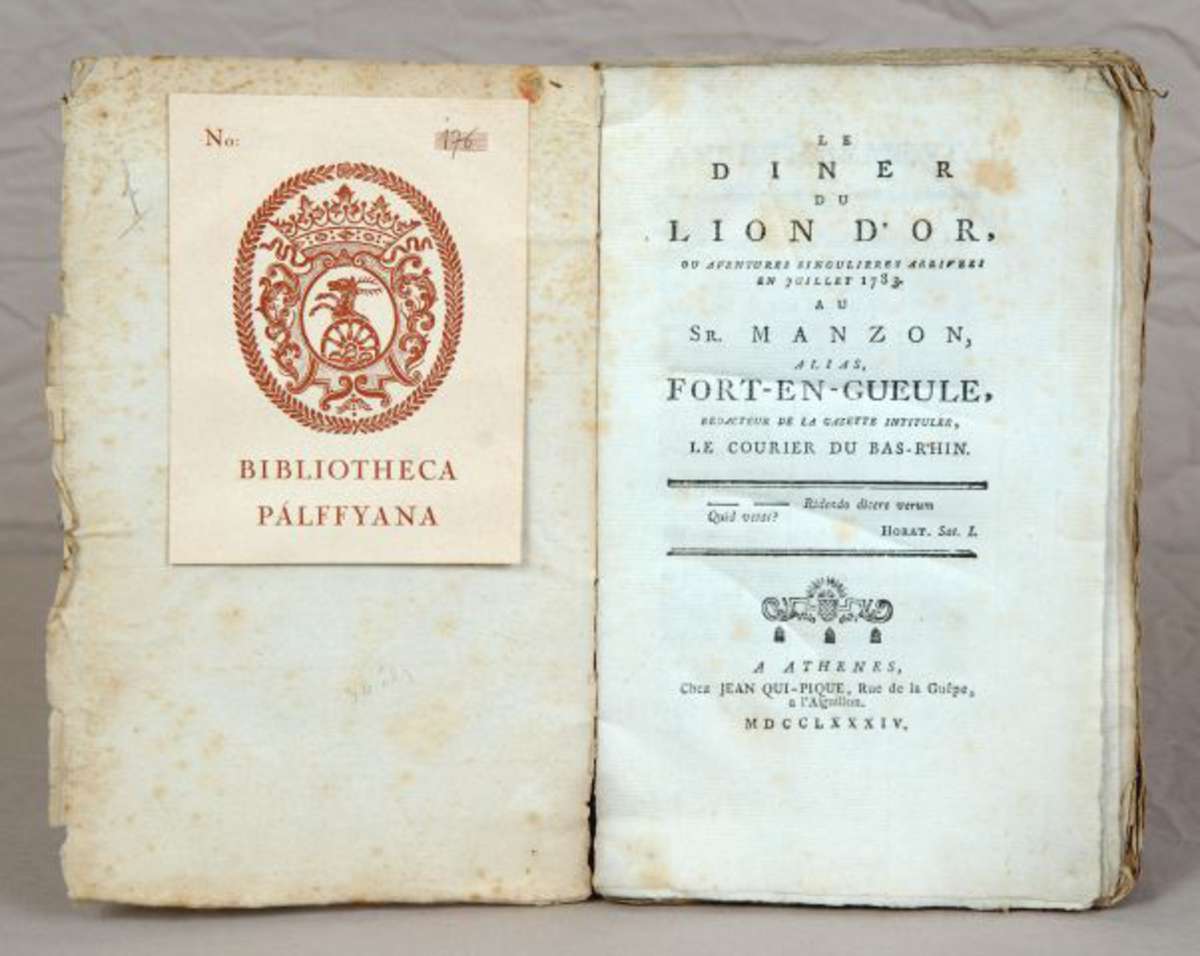 No: 176
BIBLIOTHECA
PÁLFFYANA
LE
DINER
DU
LION D'OR,
OU AVENTURES SINGULIERES ARRIVEES
EN JUILLET 1783.
AU
SR. MANZON,
ALIAS,
FORT-EN-GUEULE,
REDACTEUR DE LA GAZETTE INTITULEE,
LE COURIER DU BAS-RHIN.
Ridendo dicere verum
Quid vetat?
HORAT. Sat. I.
A ATHENES,
Chez JEAN QUI-PIQUE, Rue de la Guêpe,
a l'Aiguillon.
MDCCLXXXIV.